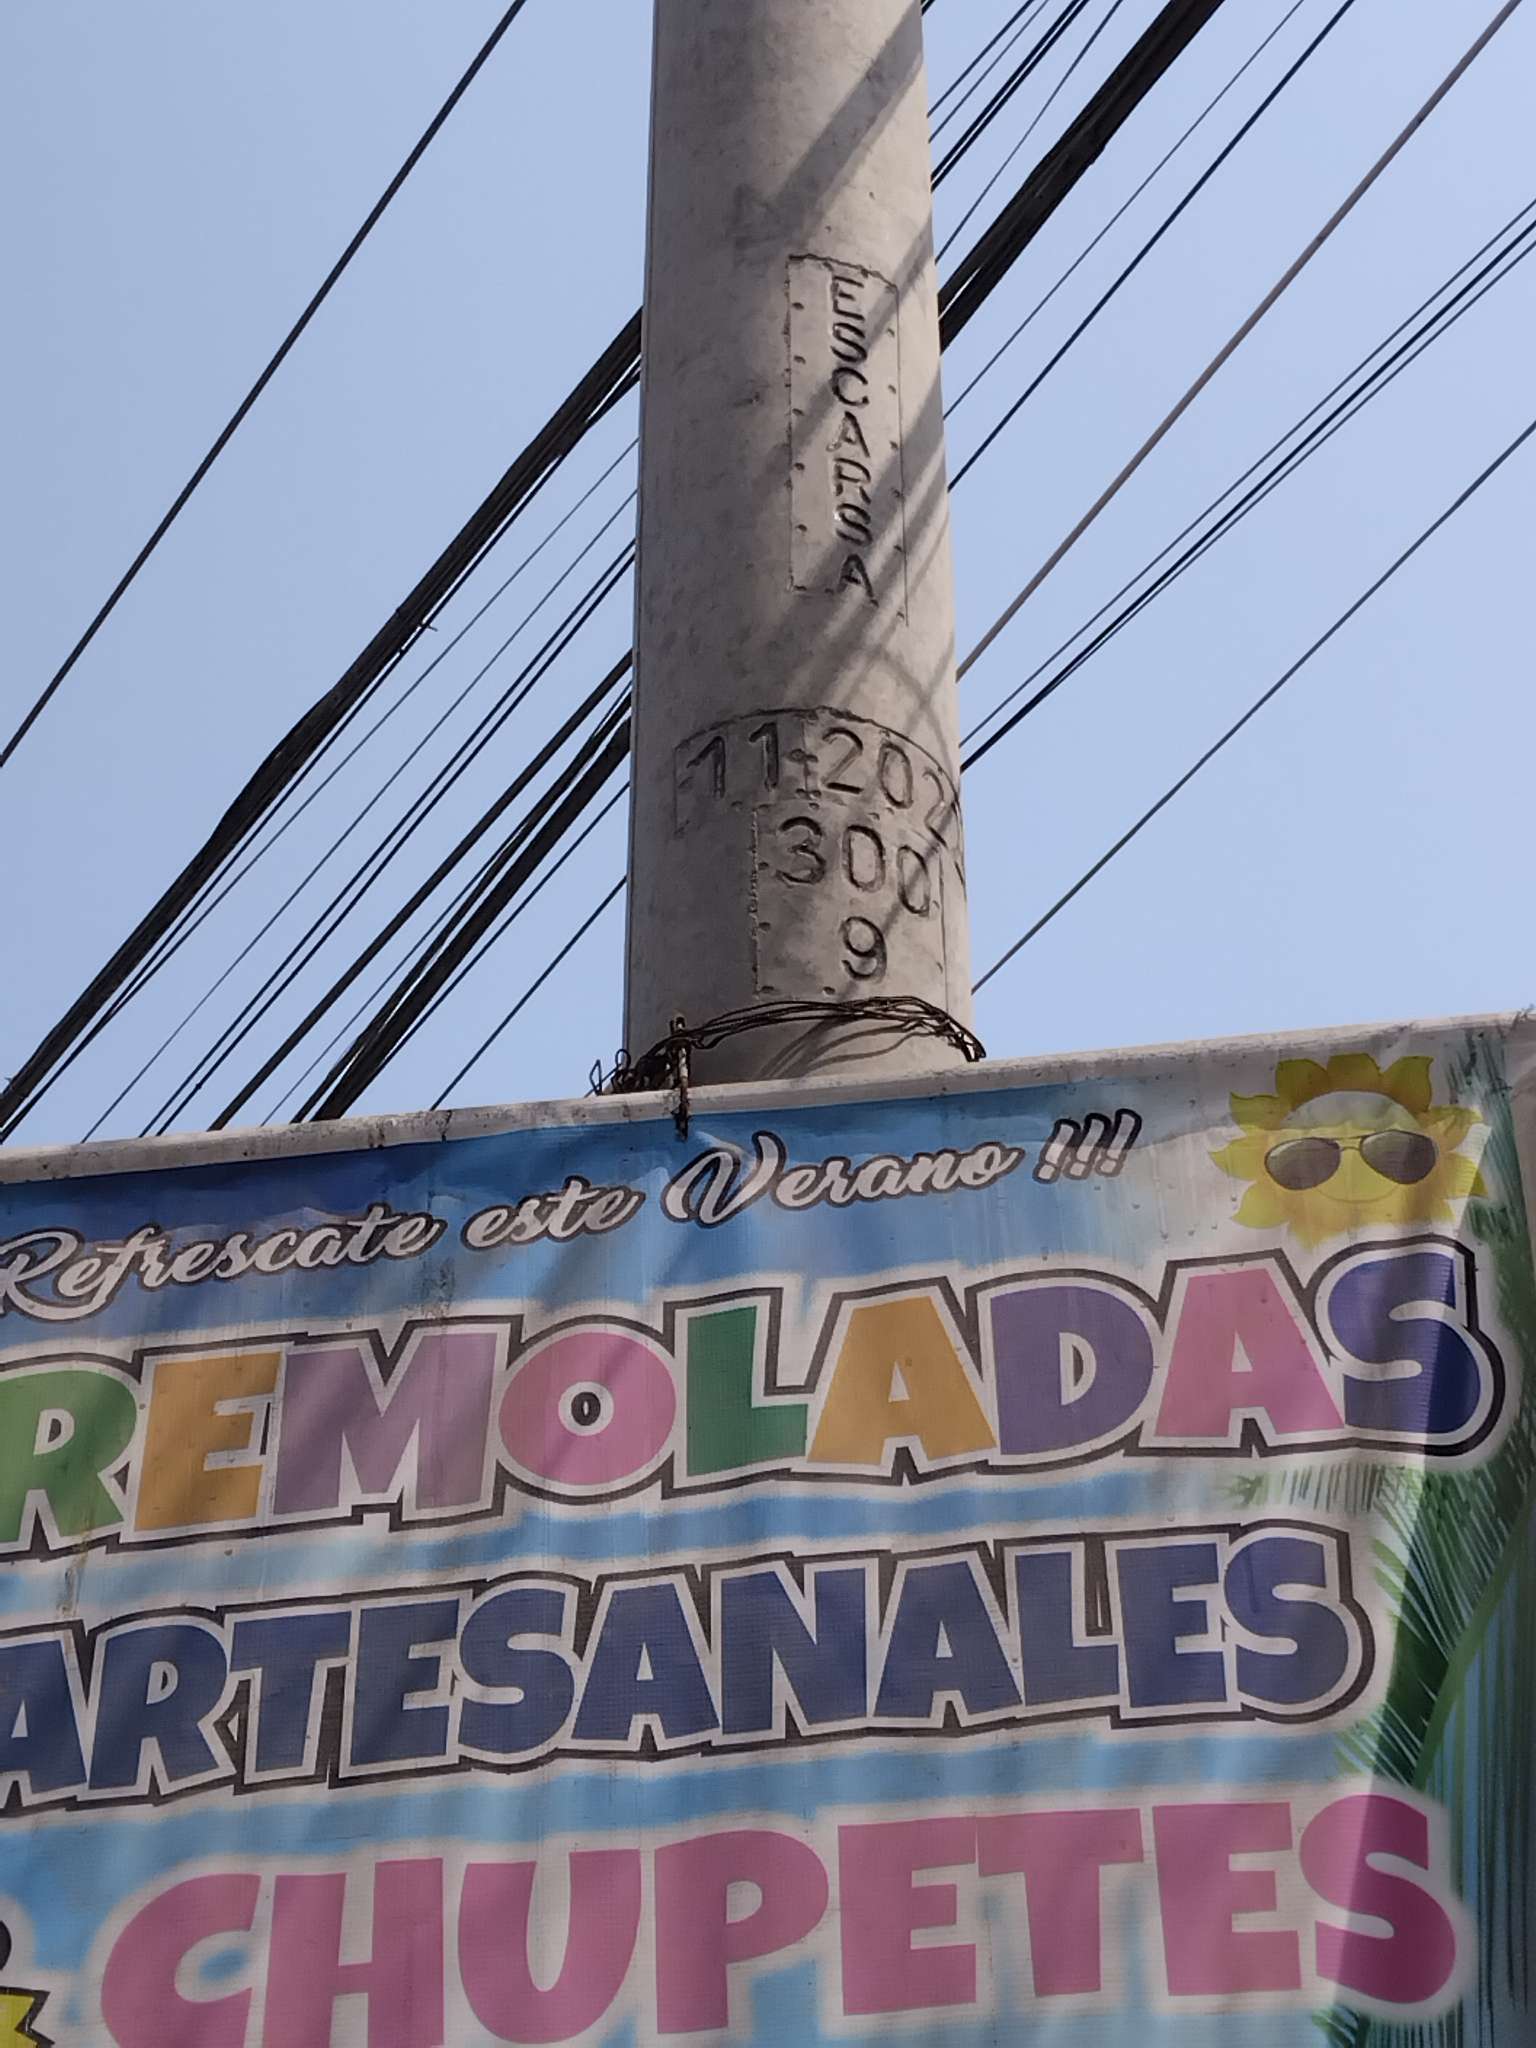 ESCARSA
11-202
300
9
Refrescate este Verano !!!
REMOLADAS
ARTESANALES
CHUPETES